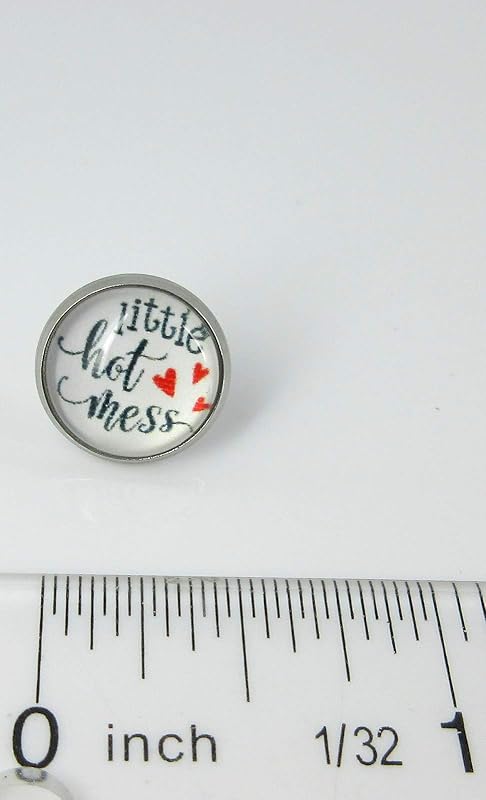 little
hot
mess
0 inch 1/32 1